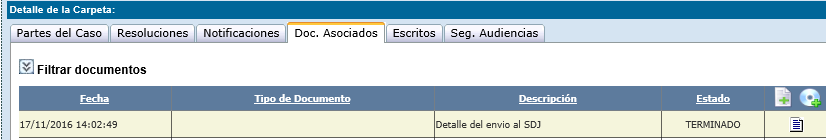 Detalle de la Carpeta:
Partes del Caso Resoluciones Notificaciones Doc. Asociados Escritos Seg. Audiencias
Filtrar documentos
Fecha Tipo de Documento Descripción Estado
17/11/2016 14:02:49 Detalle del envio al SDJ TERMINADO